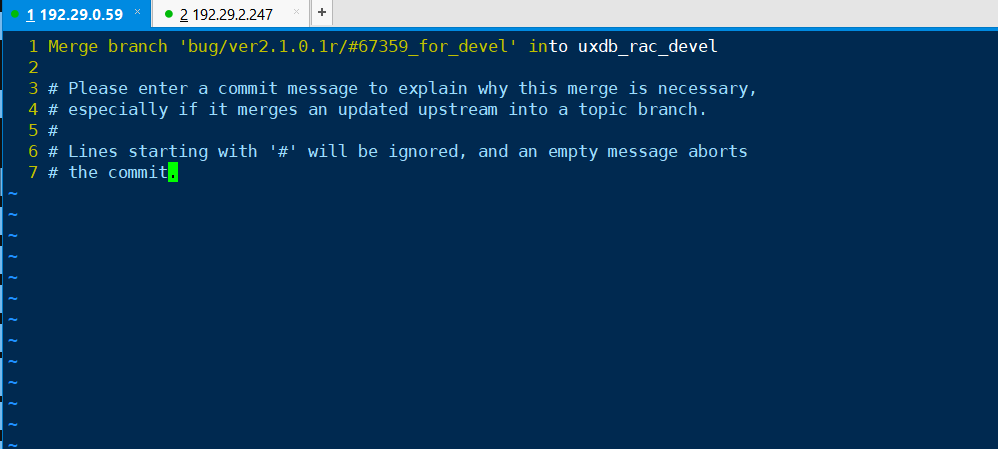 1 192.29.0.59 × 2 192.29.2.247 × +
1 Merge branch 'bug/ver2.1.0.1r/#67359_for_devel' into uxdb_rac_devel
2
3 # Please enter a commit message to explain why this merge is necessary,
4 # especially if it merges an updated upstream into a topic branch.
5 #
6 # Lines starting with '#' will be ignored, and an empty message aborts
7 # the commit.
~
~
~
~
~
~
~
~
~
~
~
~
~